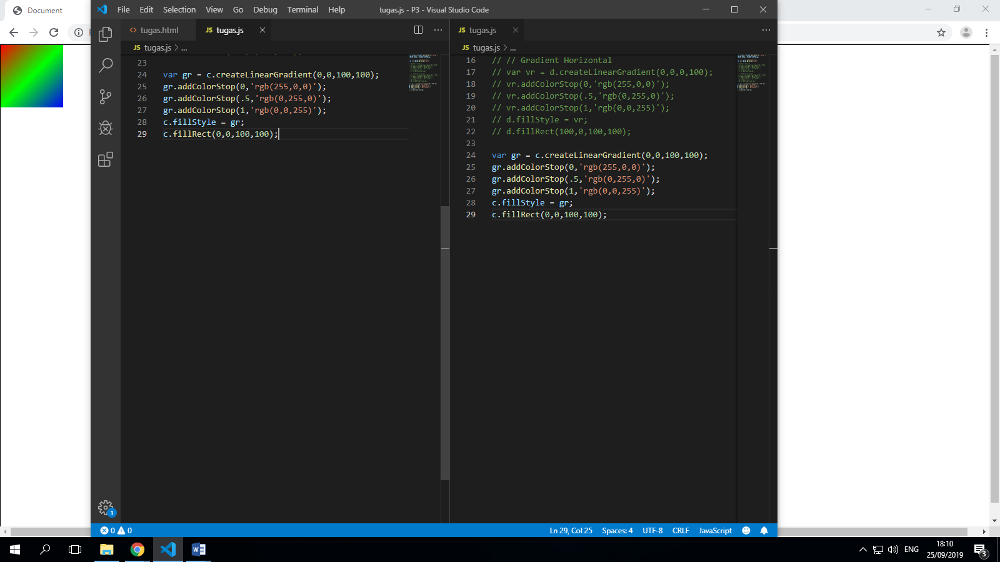 Document
File Edit Selection View Go Debug Terminal Help
tugas.js - P3 - Visual Studio Code
tugas.html
JS tugas.js
JS tugas.js > ...
23
24 var gr = c.createLinearGradient(0,0,100,100);
25 gr.addColorStop(0,'rgb(255,0,0)');
26 gr.addColorStop(.5,'rgb(0,255,0)');
27 gr.addColorStop(1,'rgb(0,0,255)');
28 c.fillStyle = gr;
29 c.fillRect(0,0,100,100);
JS tugas.js
JS tugas.js > ...
16 // // Gradient Horizontal
17 // var vr = d.createLinearGradient(0,0,0,100);
18 // vr.addColorStop(0,'rgb(255,0,0)');
19 // vr.addColorStop(.5,'rgb(0,255,0)');
20 // vr.addColorStop(1,'rgb(0,0,255)');
21 // d.fillStyle = vr;
22 // d.fillRect(100,0,100,100);
23
24 var gr = c.createLinearGradient(0,0,100,100);
25 gr.addColorStop(0,'rgb(255,0,0)');
26 gr.addColorStop(.5,'rgb(0,255,0)');
27 gr.addColorStop(1,'rgb(0,0,255)');
28 c.fillStyle = gr;
29 c.fillRect(0,0,100,100);
1
0 0
Ln 29, Col 25 Spaces: 4 UTF-8 CRLF JavaScript
ENG
18:10
25/09/2019
3